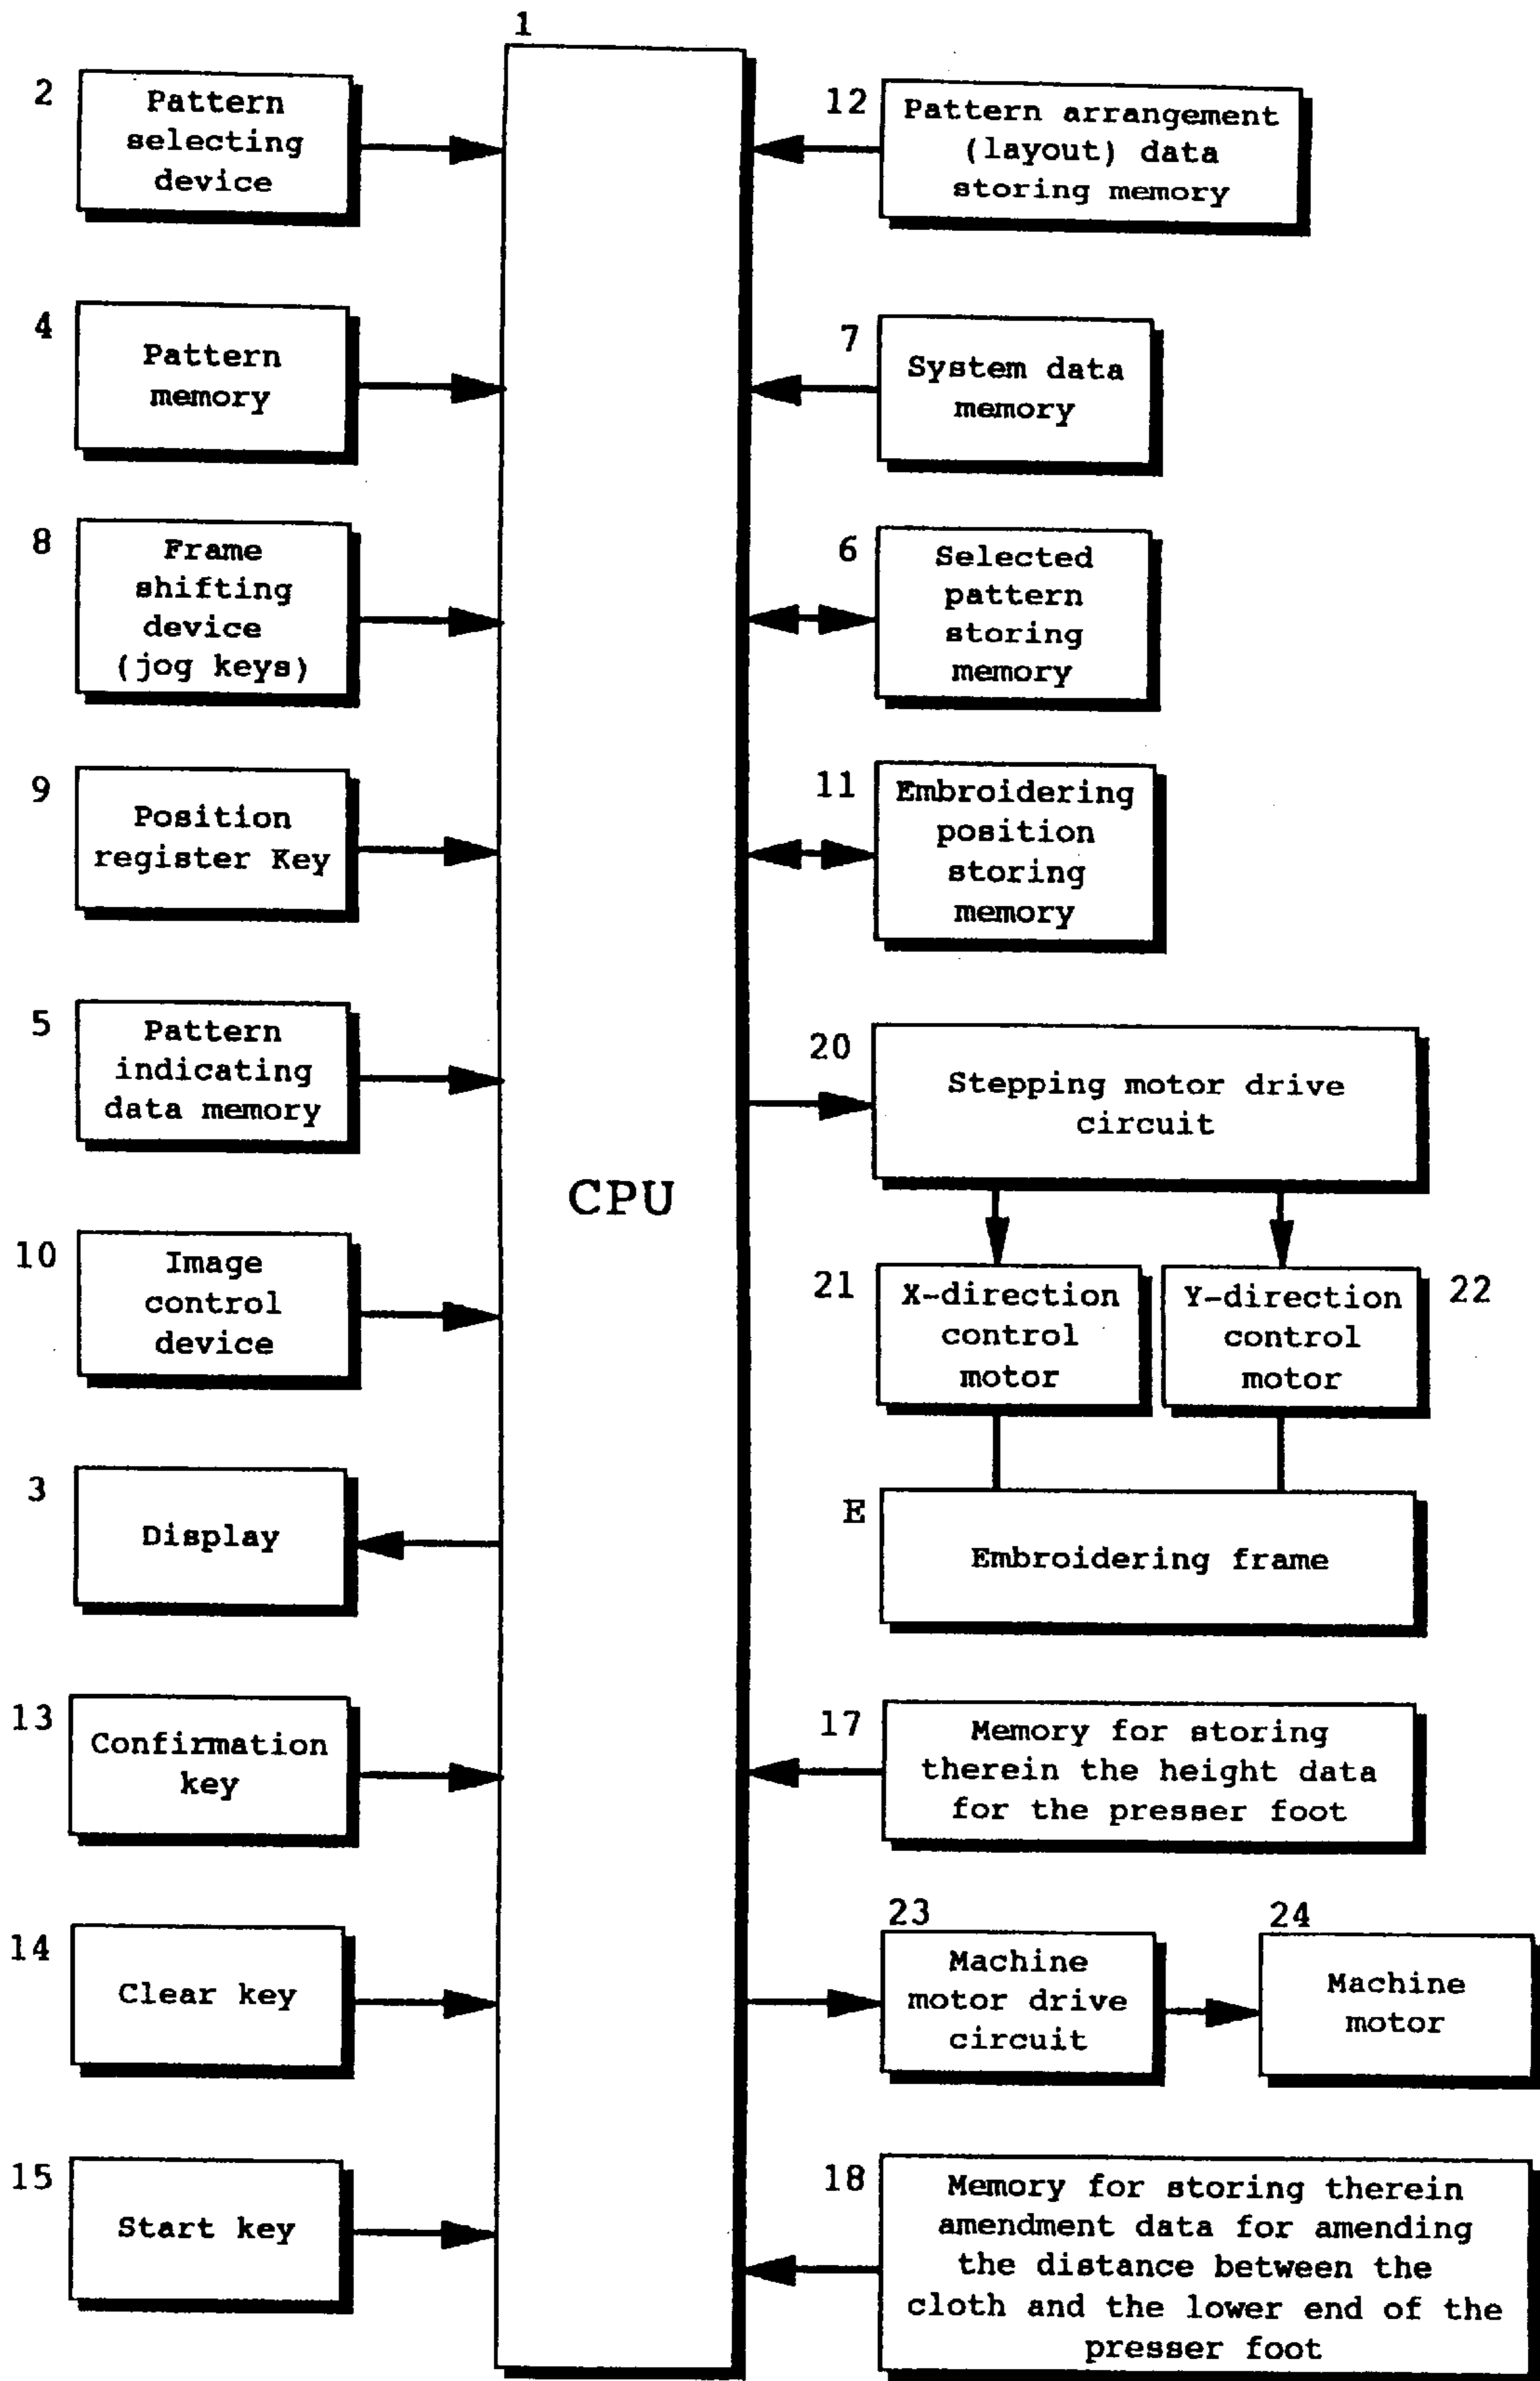 1
2
Pattern
selecting
device
4
Pattern
memory
8
Frame
shifting
device
(jog keys)
9
Position
register Key
5
Pattern
indicating
data memory
10
Image
control
device
3
Display
13
Confirmation
key
14
Clear key
15
Start key
CPU
12
Pattern arrangement
(layout) data
storing memory
7
System data
memory
6
Selected
pattern
storing
memory
11
Embroidering
position
storing
memory
20
Stepping motor drive
circuit
21
X-direction
control
motor
Y-direction
control
motor
22
E
Embroidering frame
17
Memory for storing
therein the height data
for the presser foot
23
Machine
motor drive
circuit
24
Machine
motor
18
Memory for storing therein
amendment data for amending
the distance between the
cloth and the lower end of the
presser foot